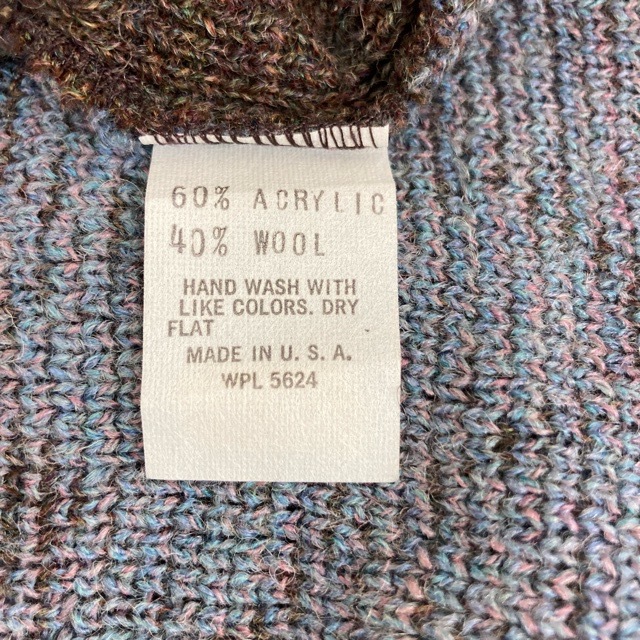 60% ACRYLIC
40% WOOL
HAND WASH WITH
LIKE COLORS. DRY
FLAT
MADE IN U. S. A.
WPL 5624